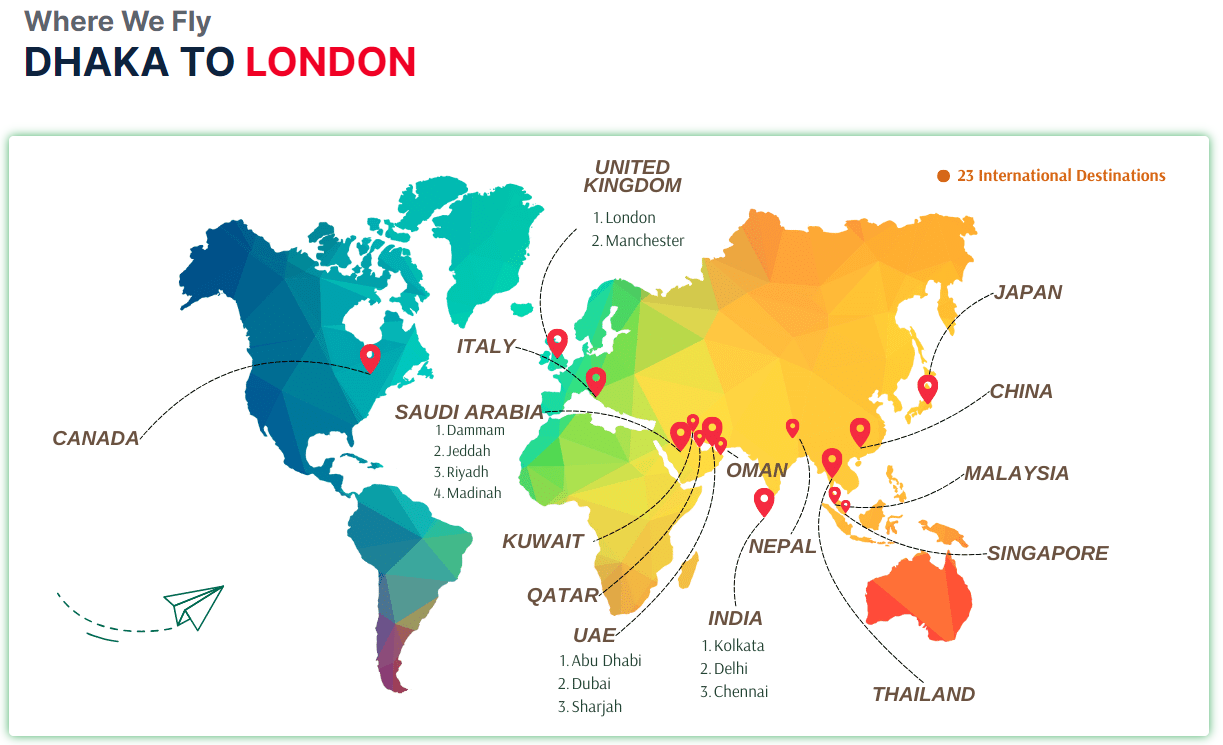 Where We Fly
DHAKA TO LONDON
UNITED
KINGDOM
1. London
2. Manchester
23 International Destinations
JAPAN
ITALY
CHINA
SAUDI ARABIA
1. Dammam
2. Jeddah
3. Riyadh
4. Madinah
CANADA
OMAN
MALAYSIA
KUWAIT
NEPAL
SINGAPORE
QATAR
INDIA
1. Kolkata
2. Delhi
3. Chennai
UAE
1. Abu Dhabi
2. Dubai
3. Sharjah
THAILAND